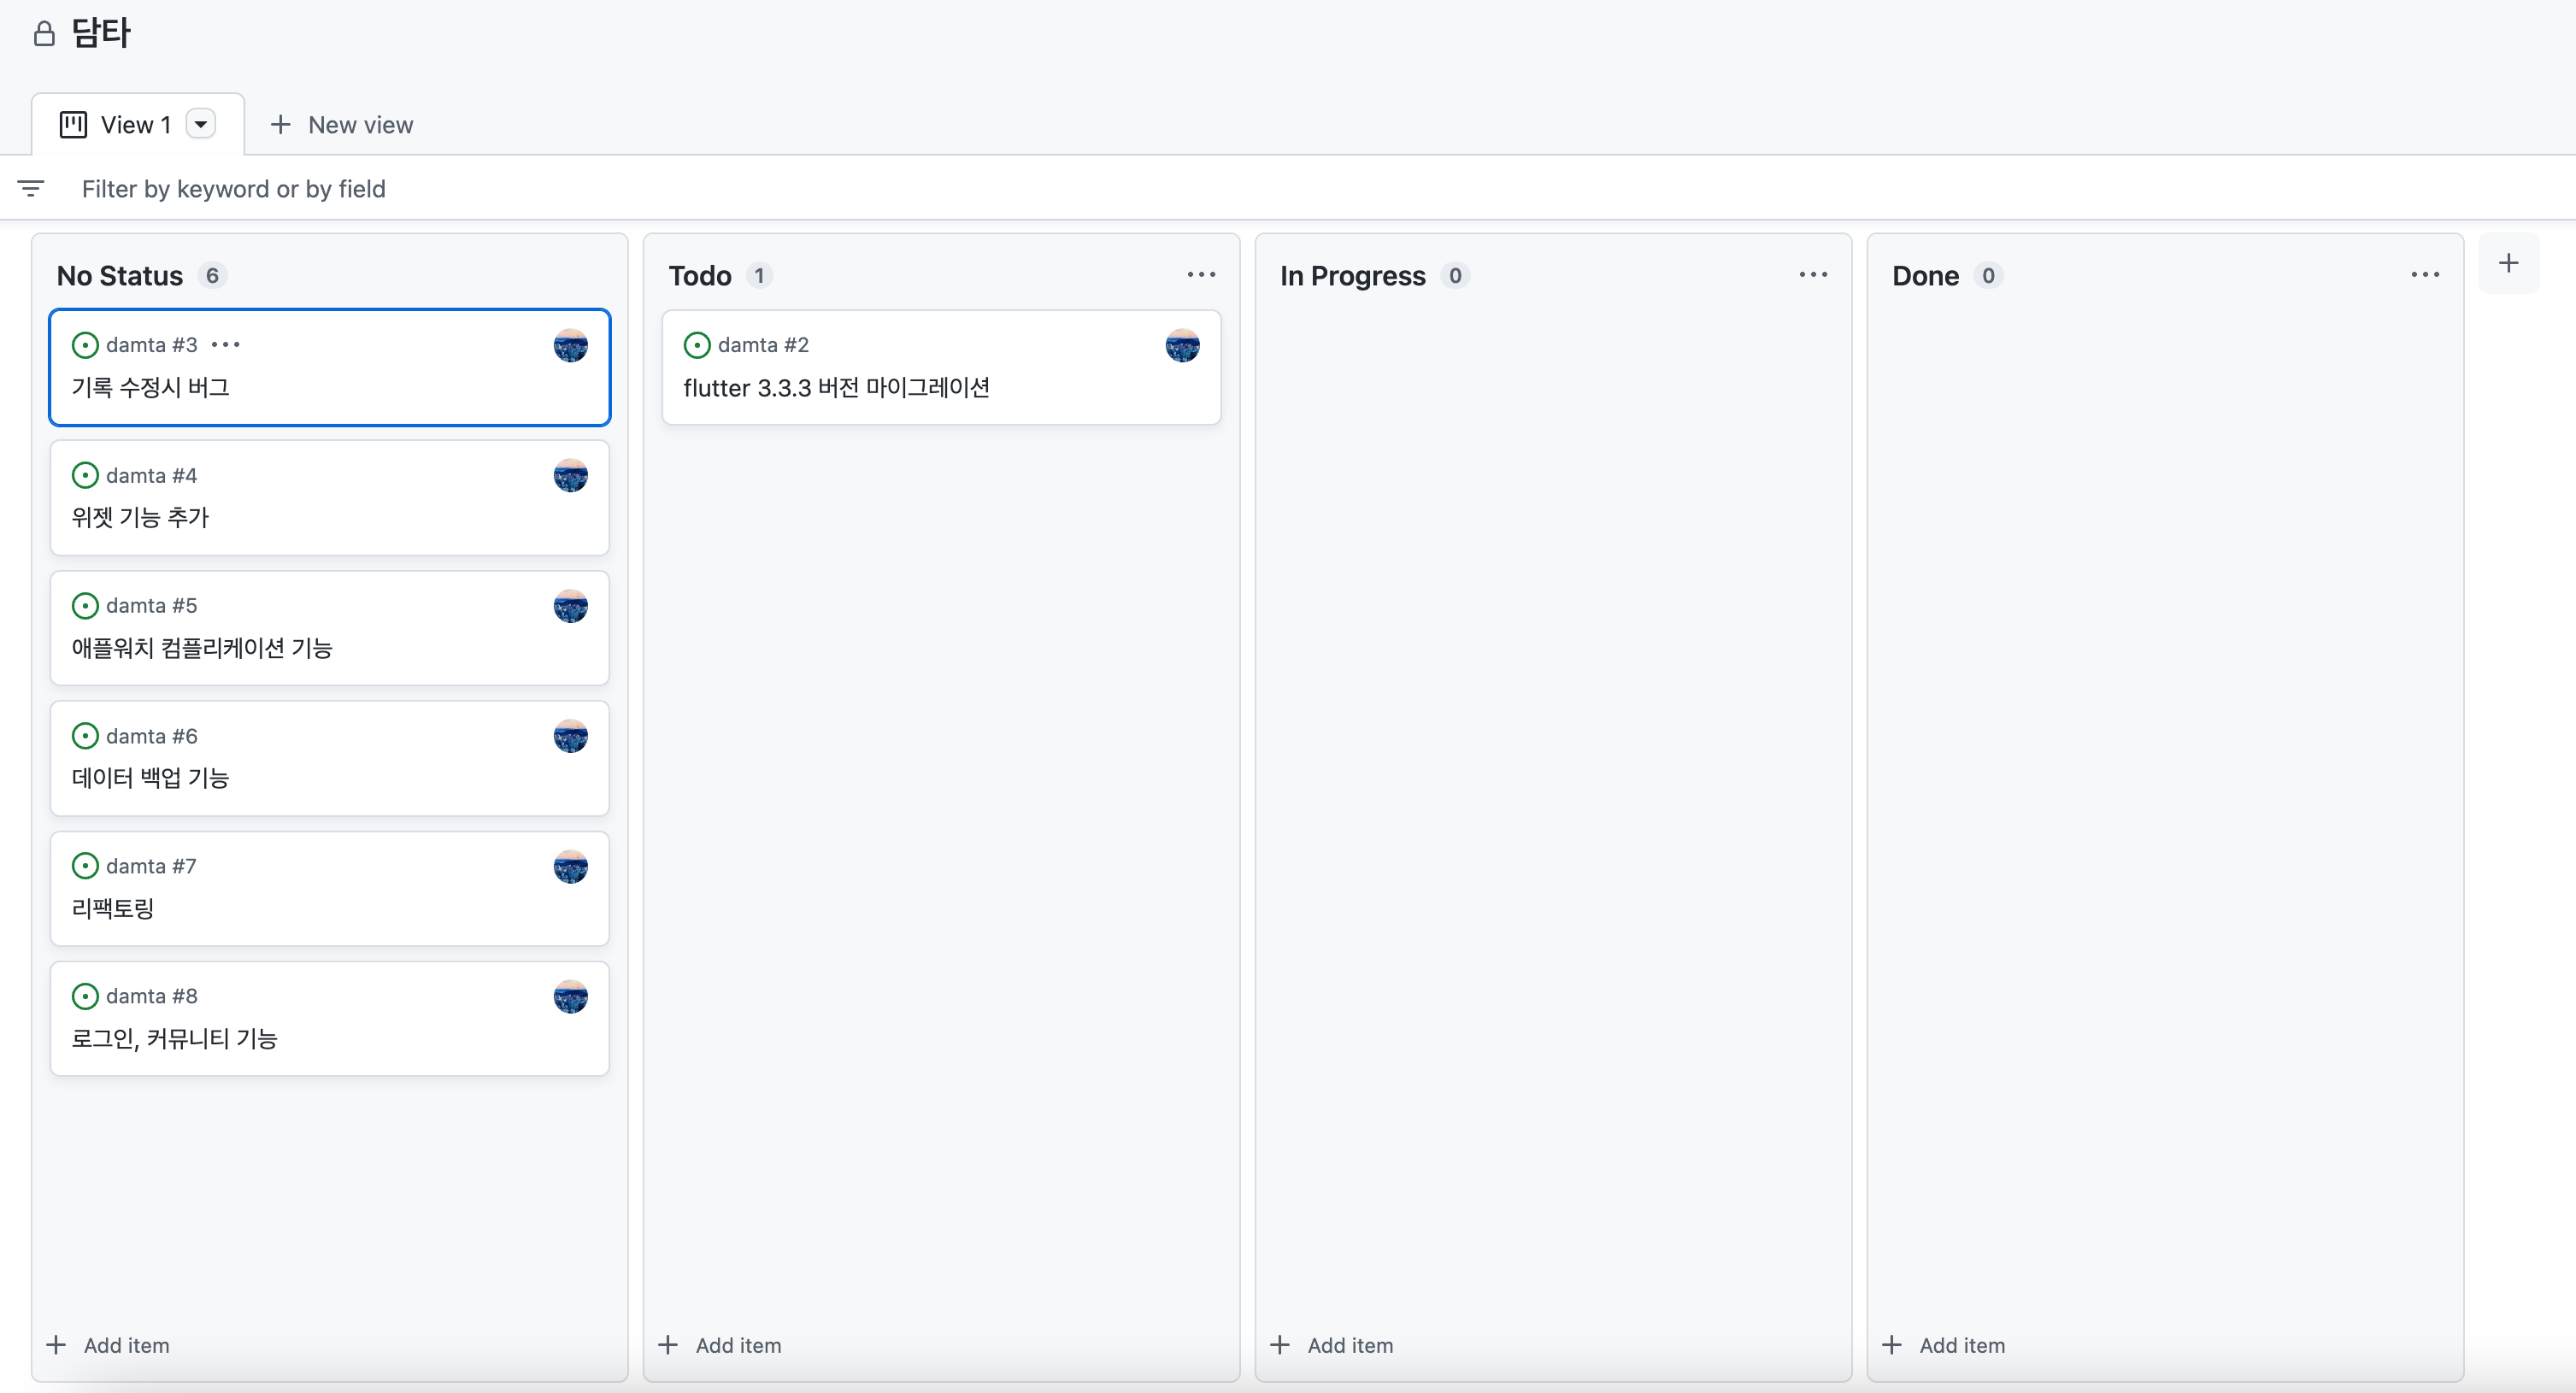 담타
View 1
New view
Filter by keyword or by field
No Status 6
damta #3
기록 수정시 버그
damta #4
위젯 기능 추가
damta #5
애플워치 컴플리케이션 기능
damta #6
데이터 백업 기능
damta #7
리팩토링
damta #8
로그인, 커뮤니티 기능
Add item
Todo 1
damta #2
flutter 3.3.3 버전 마이그레이션
Add item
In Progress 0
Add item
Done 0
Add item